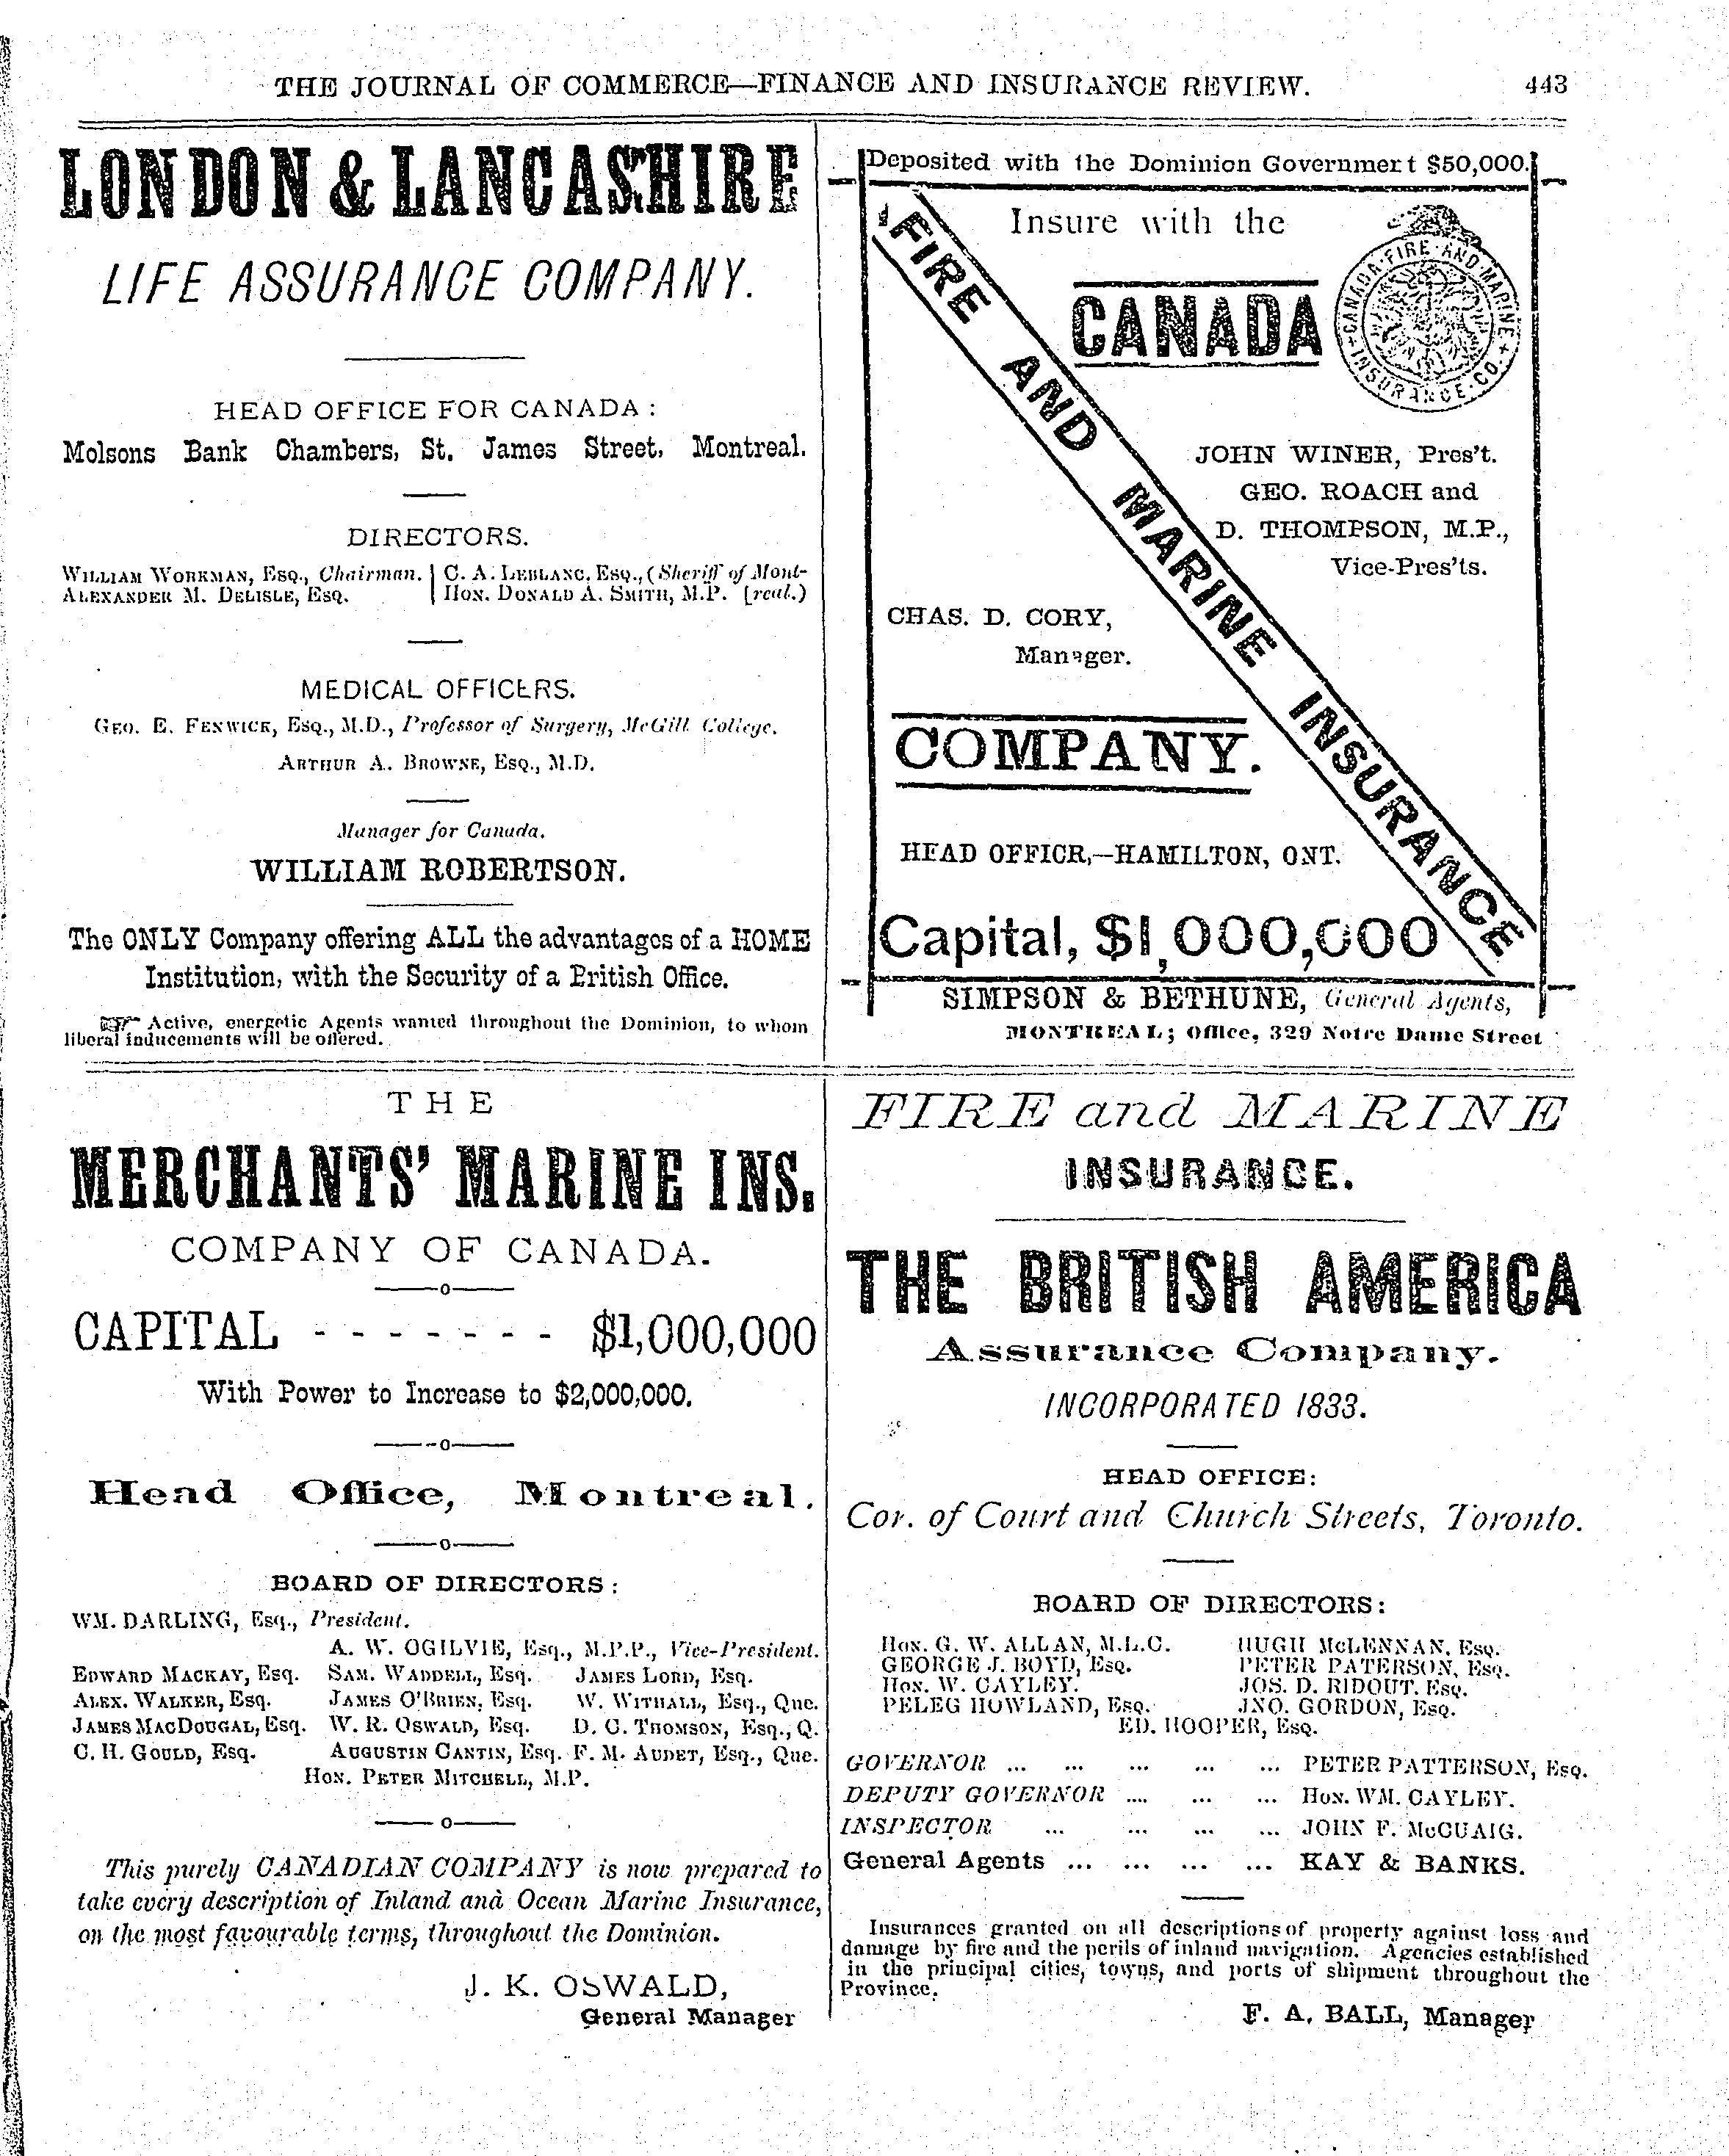 THE JOURNAL OF COMMERCE—FINANCE AND INSURANCE REVIEW. 443
LONDON & LANCASHIRE
LIFE ASSURANCE COMPANY.
HEAD OFFICE FOR CANADA :
Molsons Bank Chambers, St. James Street, Montreal.
DIRECTORS.
WILLIAM WORKMAN, ESQ., Chairman. | C. A. LEBLANC, ESQ., (Sheriff of Mont-
ALEXANDER M. DELISLE, ESQ. | HON. DONALD A. SMITH, M.P. [real.)
MEDICAL OFFICERS.
GEO. E. FENWICK, ESQ., M.D., Professor of Surgery, McGill College.
ARTHUR A. BROWNE, ESQ., M.D.
Manager for Canada.
WILLIAM ROBERTSON.
The ONLY Company offering ALL the advantages of a HOME
Institution, with the Security of a British Office.
☞ Active, energetic Agents wanted throughout the Dominion, to whom
liberal inducements will be offered.
Deposited with the Dominion Government $50,000.
Insure with the
CANADA
FIRE AND MARINE INSURANCE
CANADA FIRE AND MARINE INSURANCE CO.
JOHN WINER, Pres't.
GEO. ROACH and
D. THOMPSON, M.P.,
Vice-Pres'ts.
CHAS. D. CORY,
Manager.
COMPANY.
HEAD OFFICR,—HAMILTON, ONT.
Capital, $1,000,000
SIMPSON & BETHUNE, General Agents,
MONTREAL; Office, 329 Notre Dame Street
THE
MERCHANTS' MARINE INS.
COMPANY OF CANADA.
CAPITAL - - - - - - - $1,000,000
With Power to Increase to $2,000,000.
Head Office, Montreal.
BOARD OF DIRECTORS :
WM. DARLING, Esq., President.
A. W. OGILVIE, Esq., M.P.P., Vice-President.
EDWARD MACKAY, Esq. SAM. WADDELL, Esq. JAMES LORD, Esq.
ALEX. WALKER, Esq. JAMES O'BRIEN, Esq. W. WITHALL, Esq., Que.
JAMES MACDOUGAL, Esq. W. R. OSWALD, Esq. D. C. THOMSON, Esq., Q.
C. H. GOULD, Esq. AUGUSTIN CANTIN, Esq. F. M. AUDET, Esq., Que.
HON. PETER MITCHELL, M.P.
This purely CANADIAN COMPANY is now prepared to
take every description of Inland and Ocean Marine Insurance,
on the most favourable terms, throughout the Dominion.
J. K. OSWALD,
General Manager
FIRE and MARINE
INSURANCE.
THE BRITISH AMERICA
Assurance Company.
INCORPORATED 1833.
HEAD OFFICE:
Cor. of Court and Church Streets, Toronto.
BOARD OF DIRECTORS:
HON. G. W. ALLAN, M.L.C. HUGH McLENNAN, ESQ.
GEORGE J. BOYD, ESQ. PETER PATERSON, ESQ.
HON. W. CAYLEY. JOS. D. RIDOUT, ESQ.
PELEG HOWLAND, ESQ. JNO. GORDON, ESQ.
ED. HOOPER, ESQ.
GOVERNOR ... ... ... ... ... PETER PATTERSON, ESQ.
DEPUTY GOVERNOR .... ... ... HON. WM. CAYLEY.
INSPECTOR ... ... ... ... JOHN F. McCUAIG.
General Agents ... ... ... ... KAY & BANKS.
Insurances granted on all descriptions of property against loss and
damage by fire and the perils of inland navigation. Agencies established
in the principal cities, towns, and ports of shipment throughout the
Province.
F. A. BALL, Manager